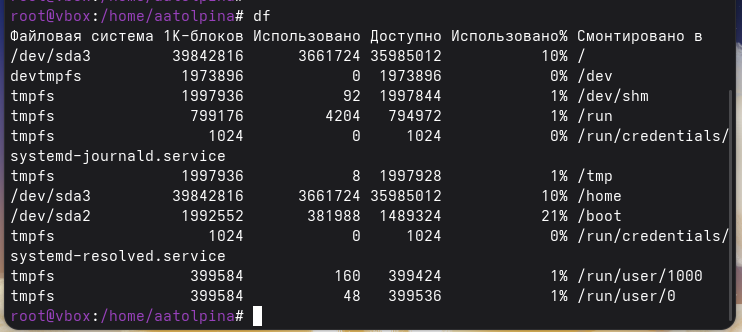 root@vbox:/home/aatolpina# df
Файловая система 1К-блоков Использовано Доступно Использовано% Смонтировано в
/dev/sda3 39842816 3661724 35985012 10% /
devtmpfs 1973896 0 1973896 0% /dev
tmpfs 1997936 92 1997844 1% /dev/shm
tmpfs 799176 4204 794972 1% /run
tmpfs 1024 0 1024 0% /run/credentials/
systemd-journald.service
tmpfs 1997936 8 1997928 1% /tmp
/dev/sda3 39842816 3661724 35985012 10% /home
/dev/sda2 1992552 381988 1489324 21% /boot
tmpfs 1024 0 1024 0% /run/credentials/
systemd-resolved.service
tmpfs 399584 160 399424 1% /run/user/1000
tmpfs 399584 48 399536 1% /run/user/0
root@vbox:/home/aatolpina#